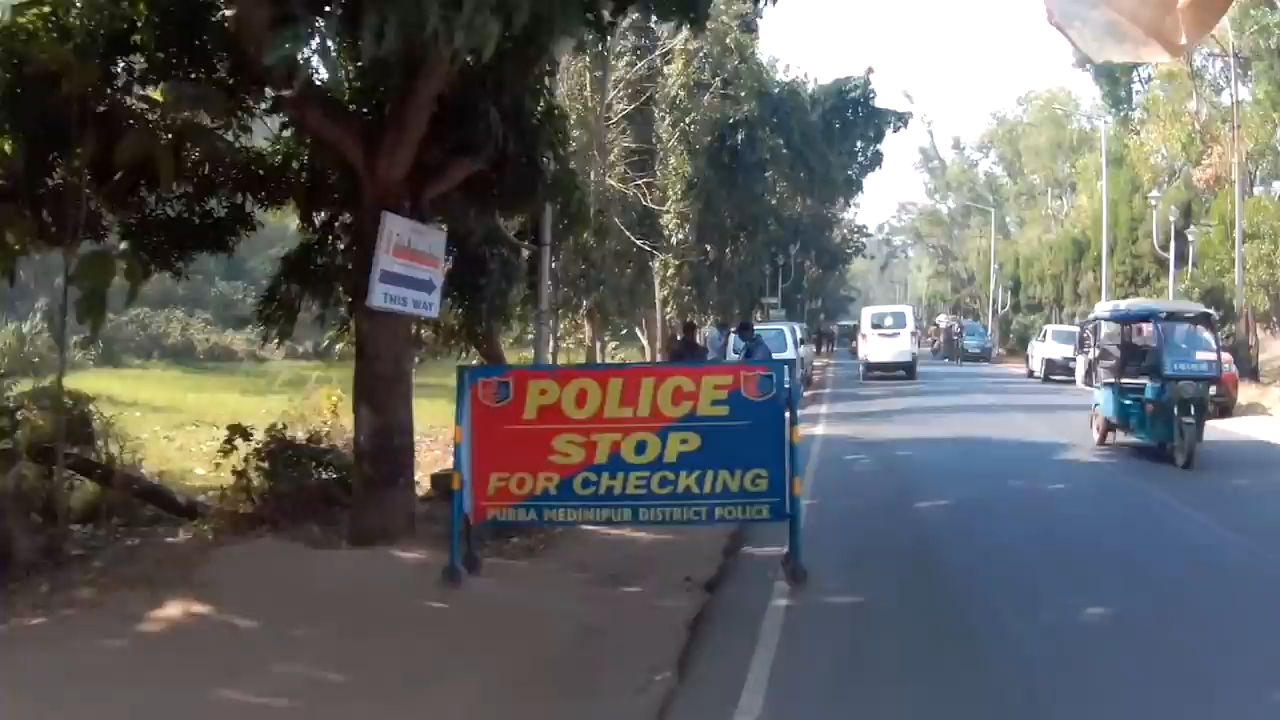 THIS WAY
POLICE
STOP
FOR CHECKING
PURBA MEDINIPUR DISTRICT POLICE